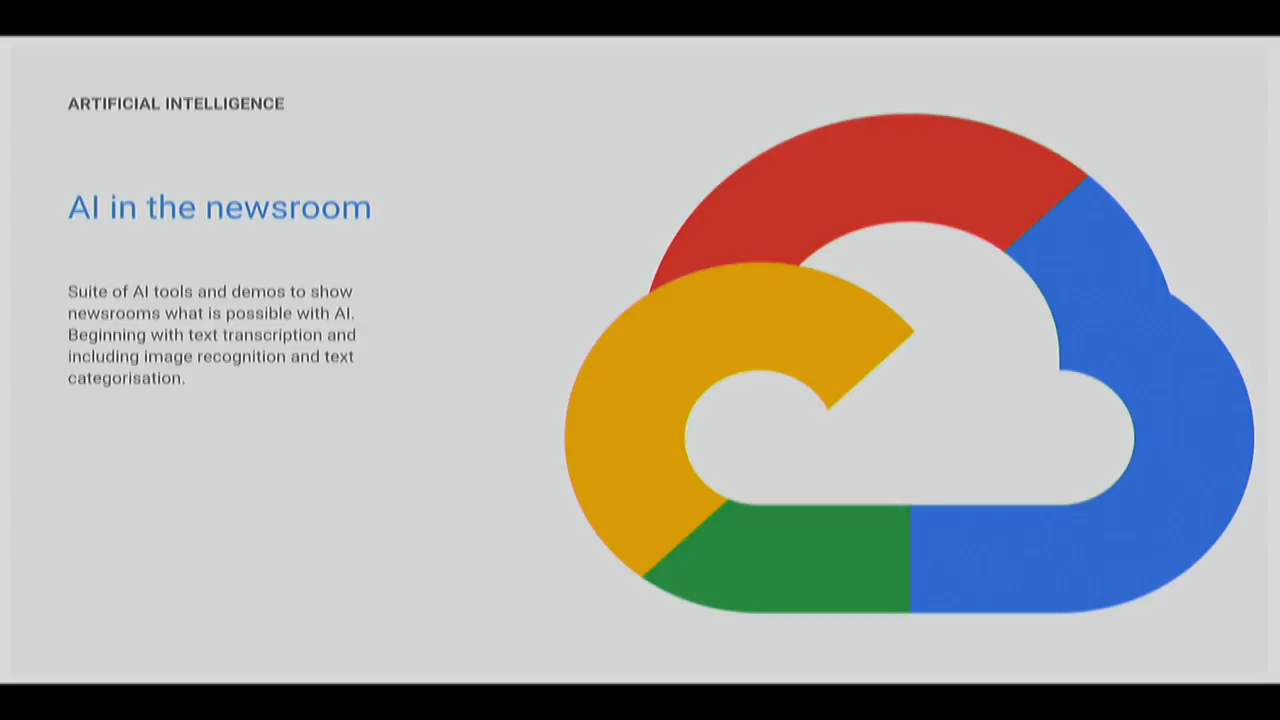 ARTIFICIAL INTELLIGENCE
AI in the newsroom
Suite of AI tools and demos to show
newsrooms what is possible with AI.
Beginning with text transcription and
including image recognition and text
categorisation.